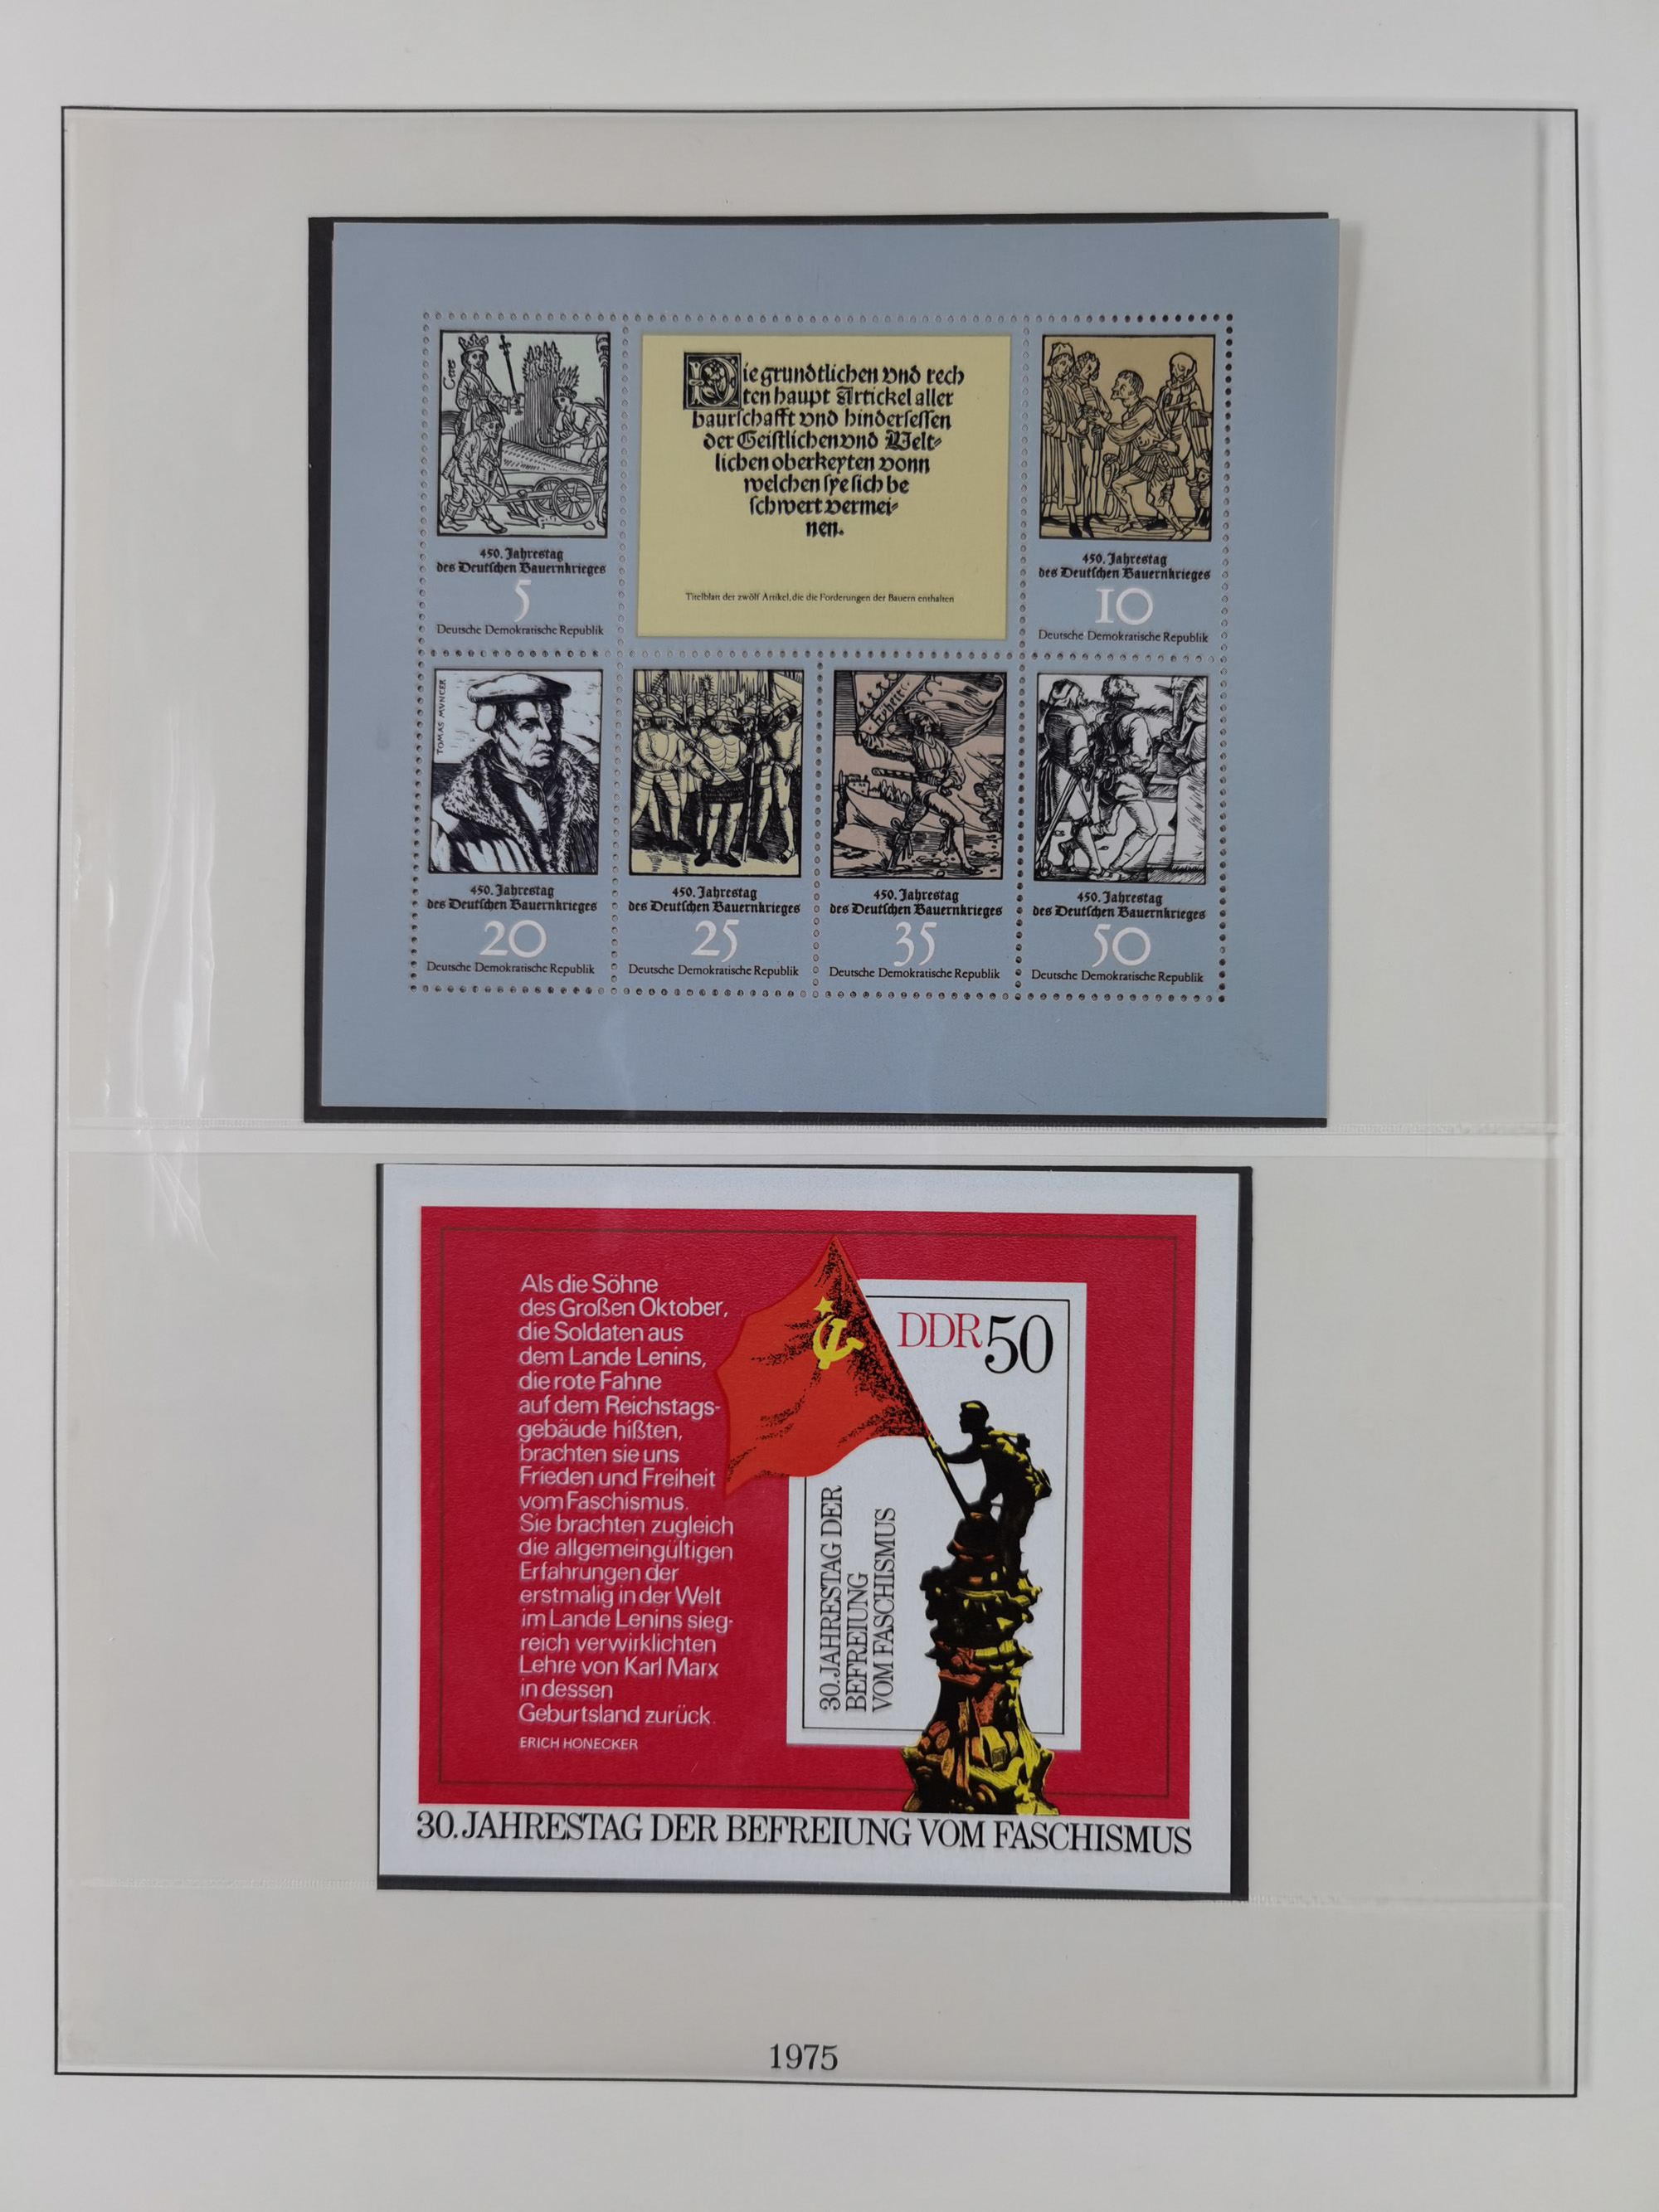 Ceres
450. Jahrestag
des Deutſchen Bauernkrieges
5
Deutsche Demokratische Republik
Die grundtlichen vnd rech
ten haupt Artickel aller
baurſchafft vnd hinderſeſſen
der Geiſtlichen vnd Welt⸗
lichen oberkeyten vonn
welchen ſye ſich be
ſchwert vermei⸗
nen.
Titelblatt der zwölf Artikel, die die Forderungen der Bauern enthalten
450. Jahrestag
des Deutſchen Bauernkrieges
10
Deutsche Demokratische Republik
TOMAS MVNCER
450. Jahrestag
des Deutſchen Bauernkrieges
20
Deutsche Demokratische Republik
450. Jahrestag
des Deutſchen Bauernkrieges
25
Deutsche Demokratische Republik
Fryheit
450. Jahrestag
des Deutſchen Bauernkrieges
35
Deutsche Demokratische Republik
450. Jahrestag
des Deutſchen Bauernkrieges
50
Deutsche Demokratische Republik
Als die Söhne
des Großen Oktober,
die Soldaten aus
dem Lande Lenins,
die rote Fahne
auf dem Reichstags-
gebäude hißten,
brachten sie uns
Frieden und Freiheit
vom Faschismus.
Sie brachten zugleich
die allgemeingültigen
Erfahrungen der
erstmalig in der Welt
im Lande Lenins sieg-
reich verwirklichten
Lehre von Karl Marx
in dessen
Geburtsland zurück.
ERICH HONECKER
DDR 50
30. JAHRESTAG DER
BEFREIUNG
VOM FASCHISMUS
30. JAHRESTAG DER BEFREIUNG VOM FASCHISMUS
1975